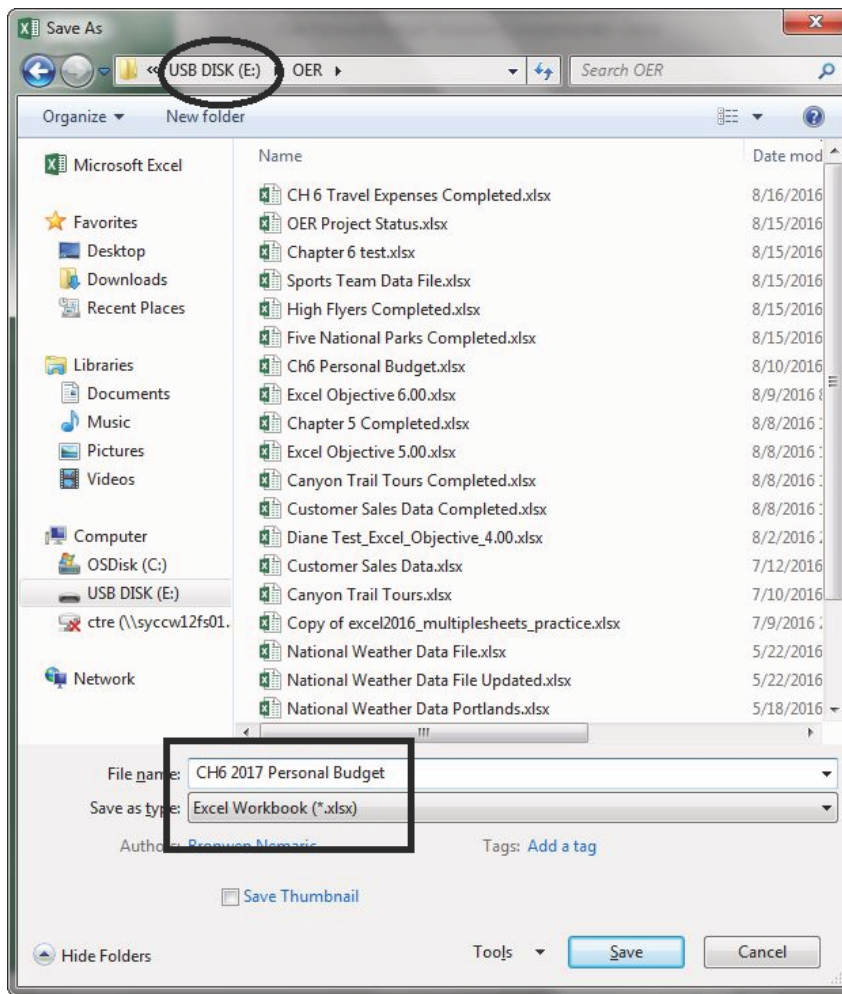 Save As
« USB DISK (E:) ▸ OER ▸ Search OER
Organize ▾ New folder
Microsoft Excel
Favorites
Desktop
Downloads
Recent Places
Libraries
Documents
Music
Pictures
Videos
Computer
OSDisk (C:)
USB DISK (E:)
ctre (\\syccw12fs01.
Network
Name Date mod
CH 6 Travel Expenses Completed.xlsx 8/16/2016
OER Project Status.xlsx 8/15/2016
Chapter 6 test.xlsx 8/15/2016
Sports Team Data File.xlsx 8/15/2016
High Flyers Completed.xlsx 8/15/2016
Five National Parks Completed.xlsx 8/15/2016
Ch6 Personal Budget.xlsx 8/10/2016
Excel Objective 6.00.xlsx 8/9/2016
Chapter 5 Completed.xlsx 8/8/2016
Excel Objective 5.00.xlsx 8/8/2016
Canyon Trail Tours Completed.xlsx 8/8/2016
Customer Sales Data Completed.xlsx 8/8/2016
Diane Test_Excel_Objective_4.00.xlsx 8/2/2016
Customer Sales Data.xlsx 7/12/2016
Canyon Trail Tours.xlsx 7/10/2016
Copy of excel2016_multiplesheets_practice.xlsx 7/9/2016
National Weather Data File.xlsx 5/22/2016
National Weather Data File Updated.xlsx 5/22/2016
National Weather Data Portlands.xlsx 5/18/2016
File name: CH6 2017 Personal Budget
Save as type: Excel Workbook (*.xlsx)
Authors: Tags: Add a tag
Save Thumbnail
Hide Folders Tools Save Cancel